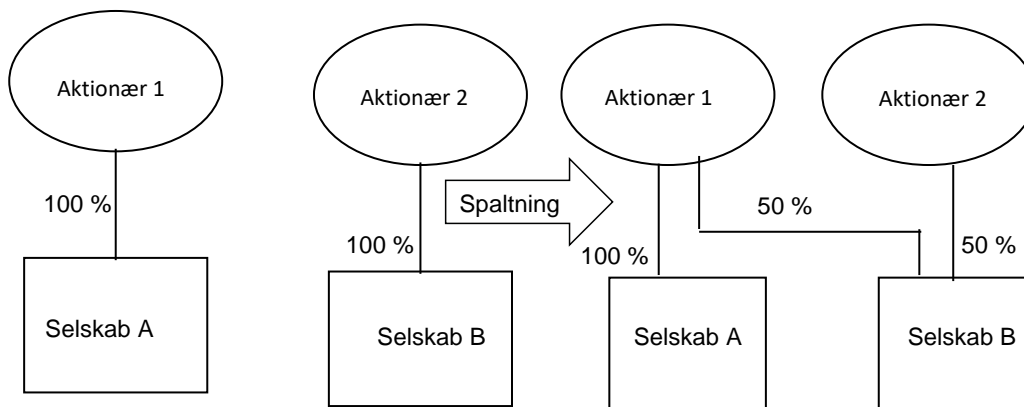 Aktionær 1
Aktionær 2
Aktionær 1
Aktionær 2
100 %
Spaltning
50 %
100 %
100 %
50 %
Selskab A
Selskab B
Selskab A
Selskab B